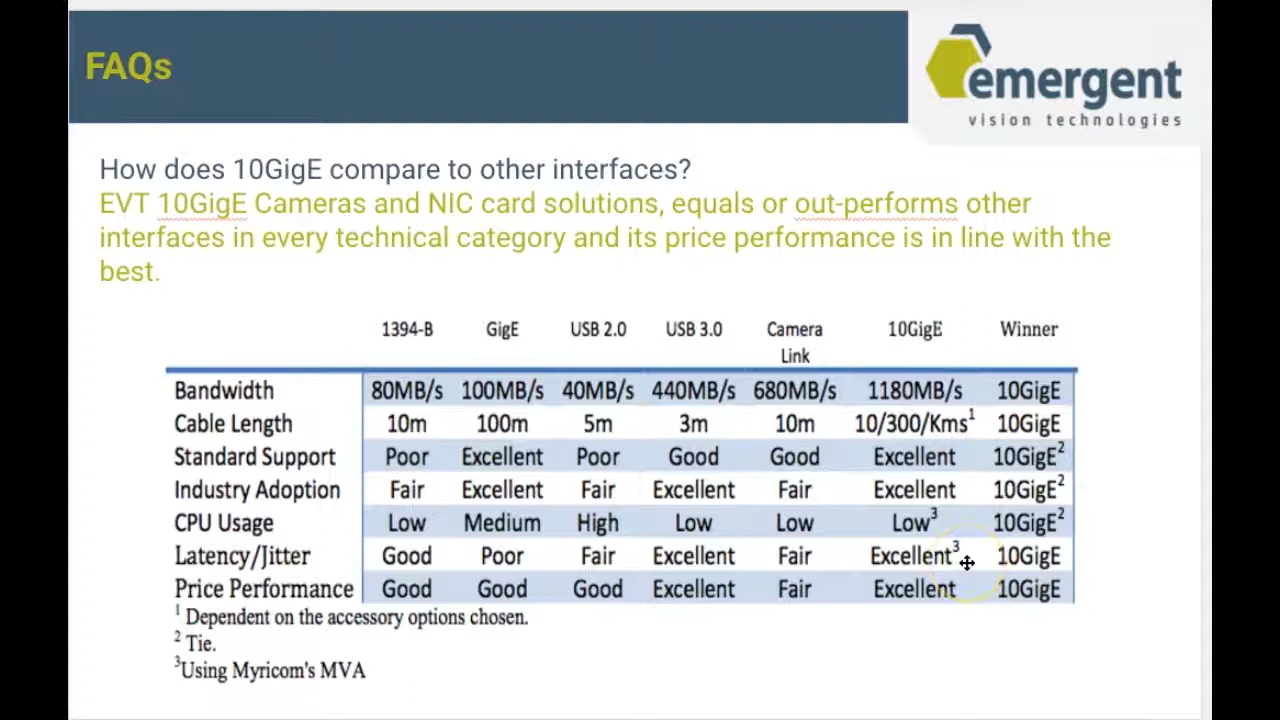 FAQs
emergent
vision technologies
How does 10GigE compare to other interfaces?
EVT 10GigE Cameras and NIC card solutions, equals or out-performs other
interfaces in every technical category and its price performance is in line with the
best.
1394-B GigE USB 2.0 USB 3.0 Camera Link 10GigE Winner
Bandwidth 80MB/s 100MB/s 40MB/s 440MB/s 680MB/s 1180MB/s 10GigE
Cable Length 10m 100m 5m 3m 10m 10/300/Kms¹ 10GigE
Standard Support Poor Excellent Poor Good Good Excellent 10GigE²
Industry Adoption Fair Excellent Fair Excellent Fair Excellent 10GigE²
CPU Usage Low Medium High Low Low Low³ 10GigE²
Latency/Jitter Good Poor Fair Excellent Fair Excellent³ 10GigE
Price Performance Good Good Good Excellent Fair Excellent 10GigE
¹ Dependent on the accessory options chosen.
² Tie.
³Using Myricom's MVA